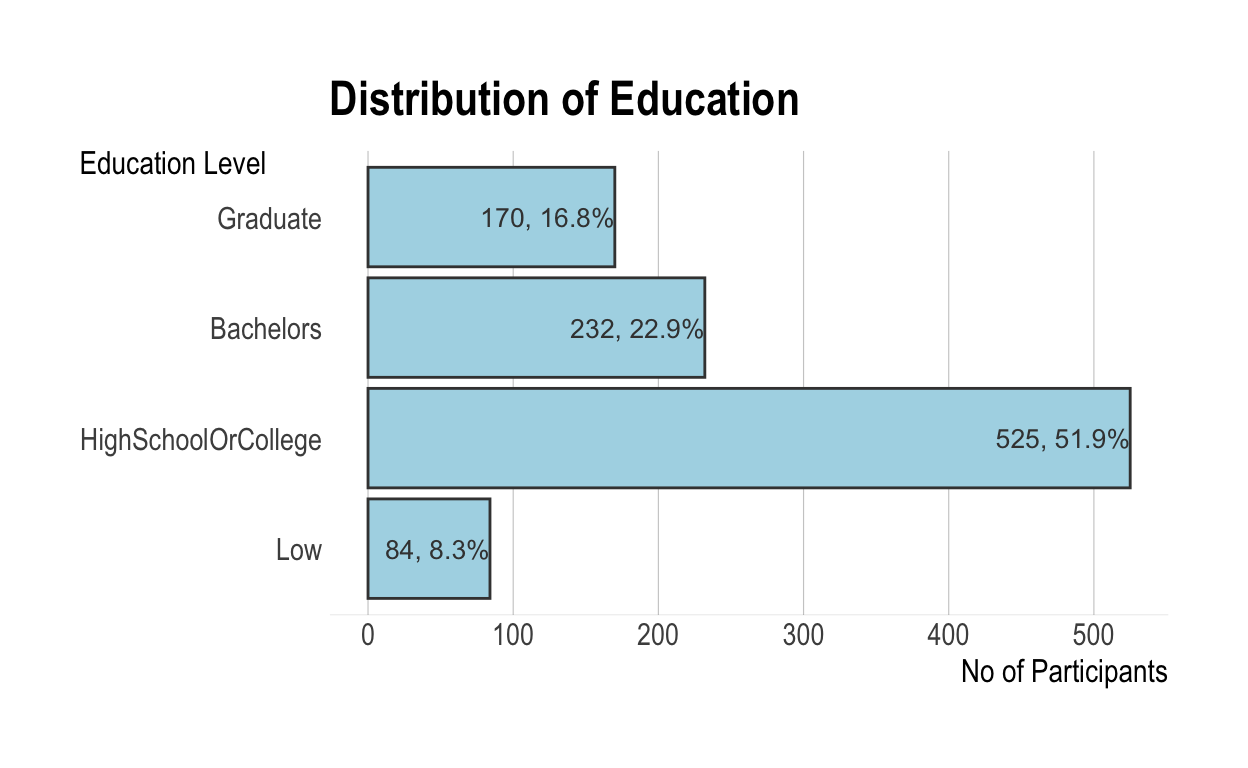 Distribution of Education
Education Level
Graduate
170, 16.8%
Bachelors
232, 22.9%
HighSchoolOrCollege
525, 51.9%
Low
84, 8.3%
0 100 200 300 400 500
No of Participants